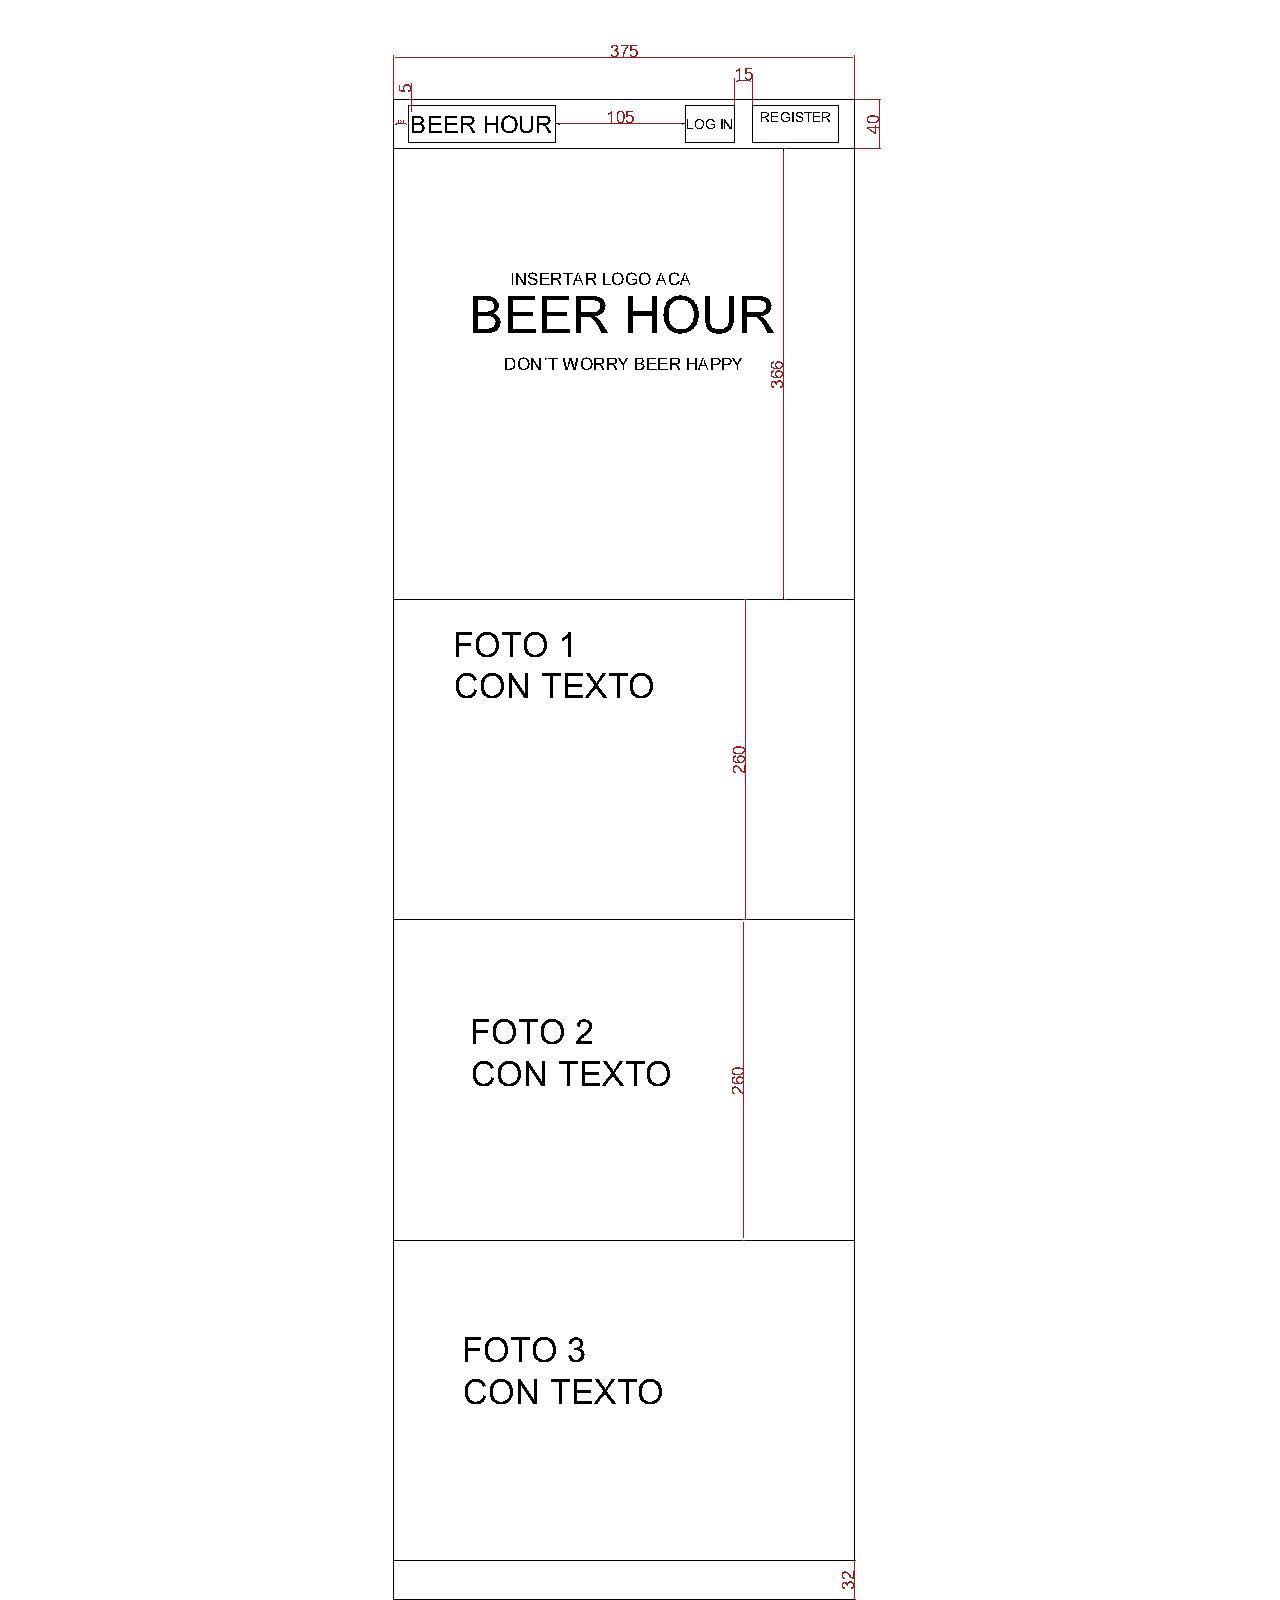 375
15
5
BEER HOUR
105
LOG IN
REGISTER
40
INSERTAR LOGO ACA
BEER HOUR
DON´T WORRY BEER HAPPY
366
FOTO 1
CON TEXTO
260
FOTO 2
CON TEXTO
260
FOTO 3
CON TEXTO
32